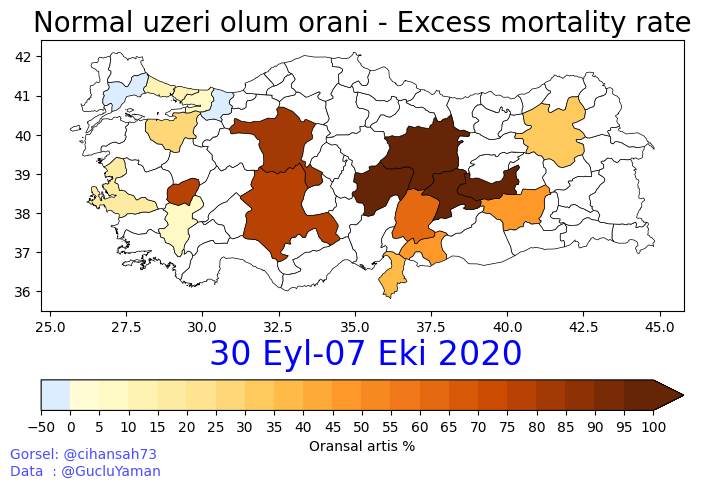 Normal uzeri olum orani - Excess mortality rate
42
41
40
39
38
37
36
25.0 27.5 30.0 32.5 35.0 37.5 40.0 42.5 45.0
30 Eyl-07 Eki 2020
−50 0 5 10 15 20 25 30 35 40 45 50 55 60 65 70 75 80 85 90 95 100
Oransal artis %
Gorsel: @cihansah73
Data : @GucluYaman